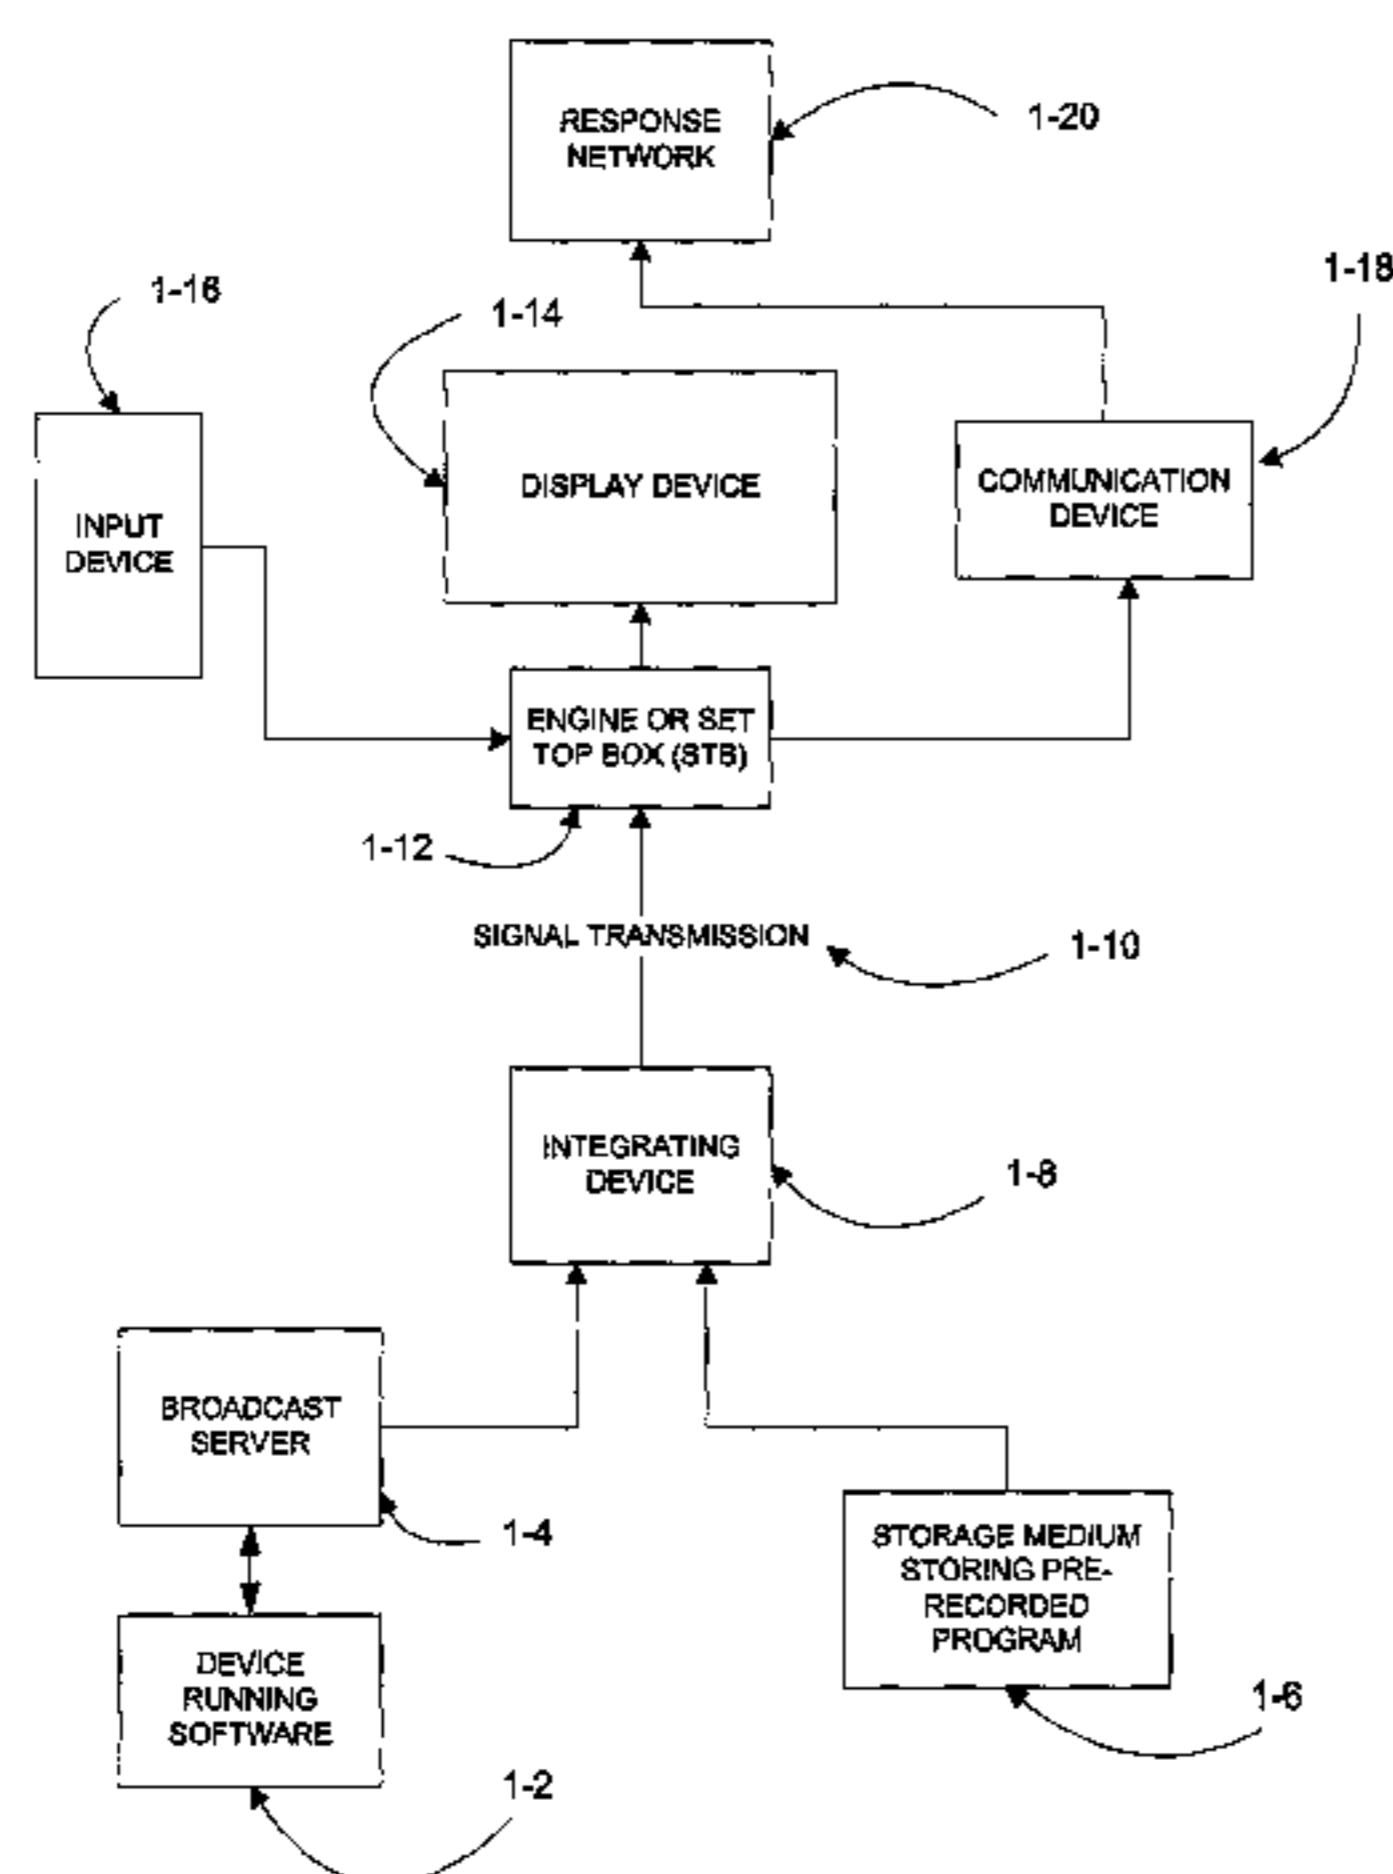 RESPONSE
NETWORK
1-20
1-16
1-14
1-18
INPUT
DEVICE
DISPLAY DEVICE
COMMUNICATION
DEVICE
ENGINE OR SET
TOP BOX (STB)
1-12
SIGNAL TRANSMISSION
1-10
INTEGRATING
DEVICE
1-8
BROADCAST
SERVER
1-4
STORAGE MEDIUM
STORING PRE-
RECORDED
PROGRAM
1-6
DEVICE
RUNNING
SOFTWARE
1-2